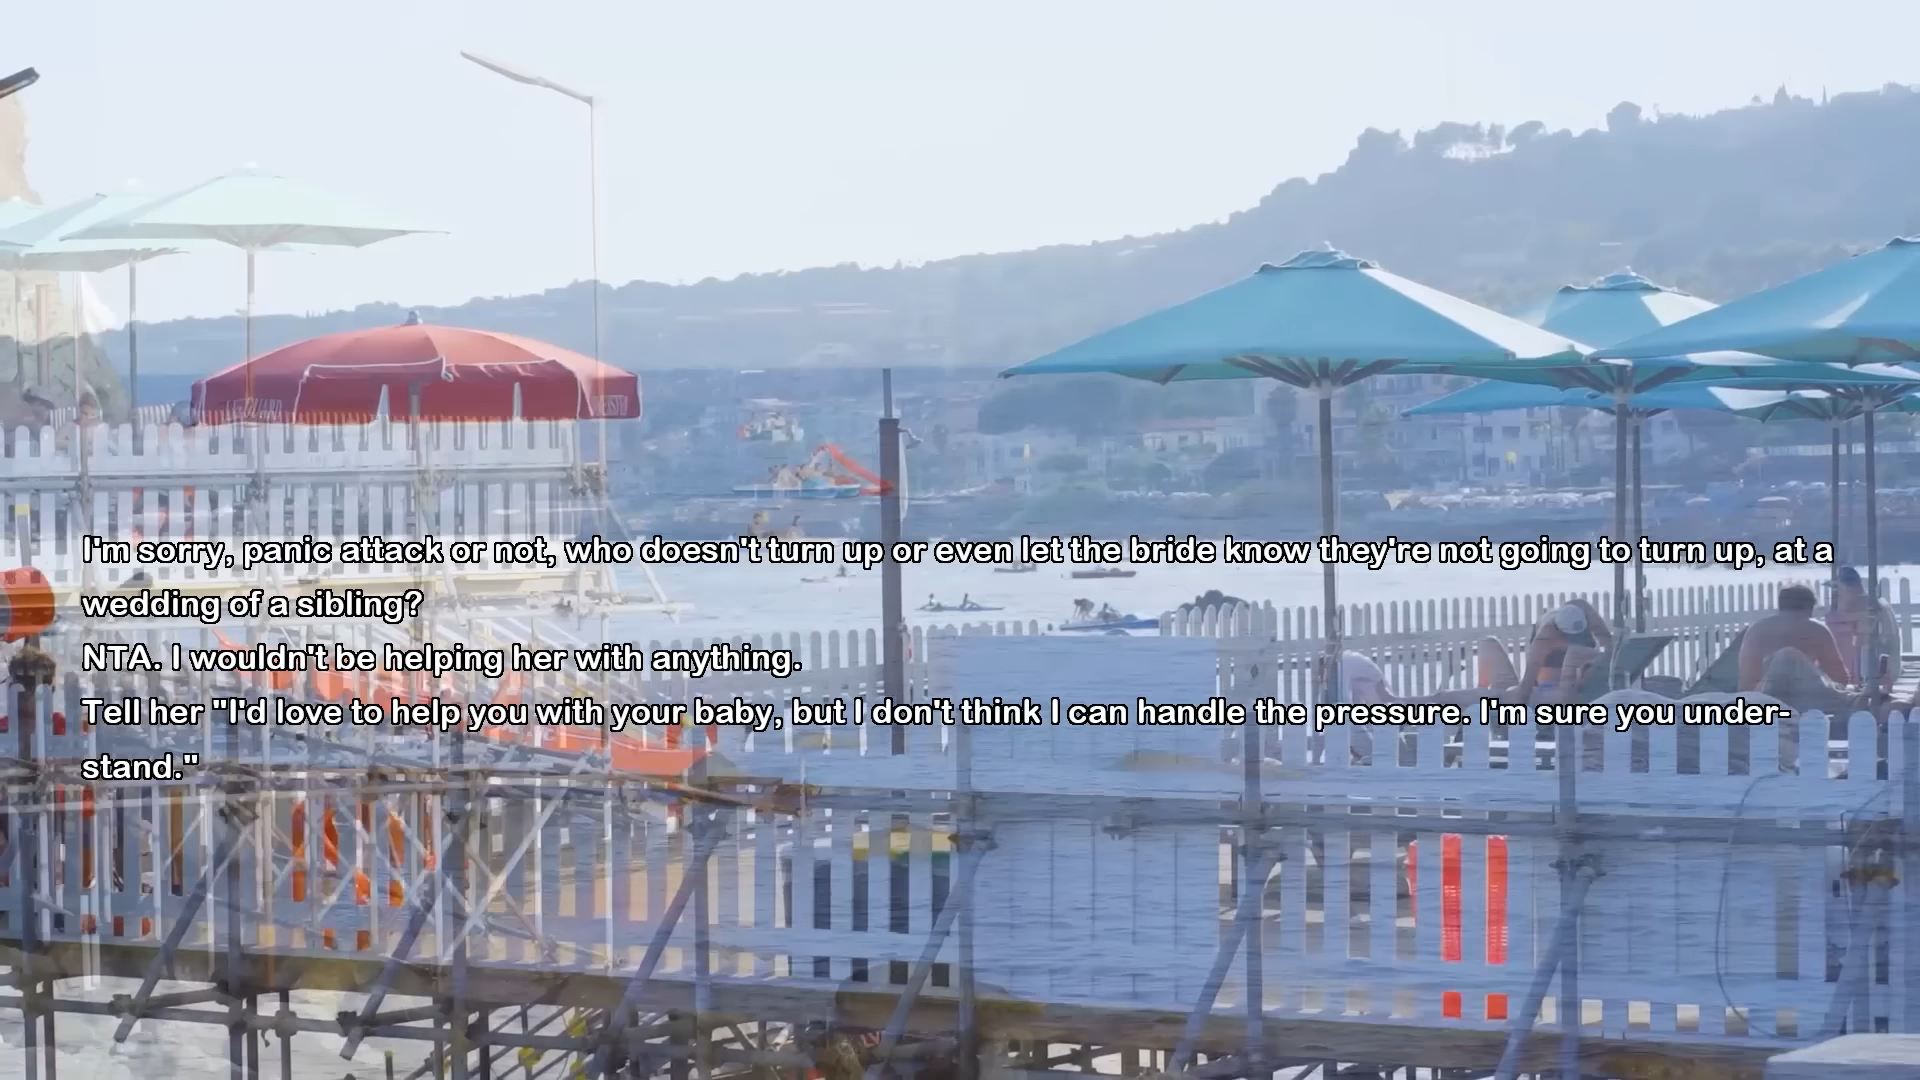 I'm sorry, panic attack or not, who doesn't turn up or even let the bride know they're not going to turn up, at a
wedding of a sibling?
NTA. I wouldn't be helping her with anything.
Tell her "I'd love to help you with your baby, but I don't think I can handle the pressure. I'm sure you under-
stand."